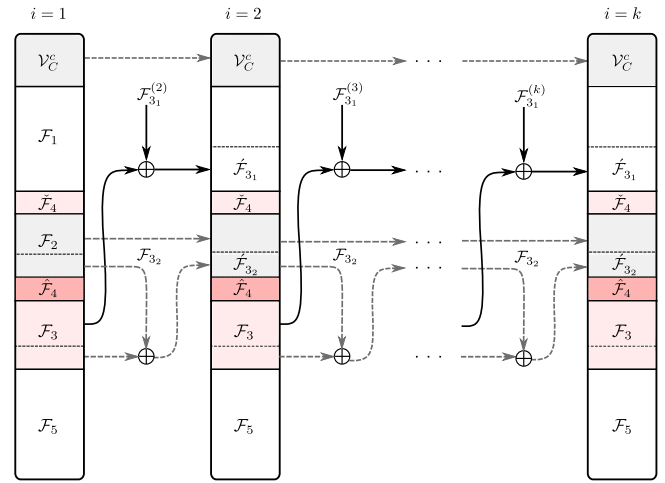 i = 1
i = 2
i = k
𝒱_C^c
𝒱_C^c
· · ·
𝒱_C^c
ℱ_{3_1}^{(2)}
ℱ_{3_1}^{(3)}
ℱ_{3_1}^{(k)}
ℱ_1
ℱ́_{3_1}
· · ·
ℱ́_{3_1}
ℱ̌_4
ℱ̌_4
ℱ̌_4
ℱ_2
· · ·
ℱ_{3_2}
ℱ́_{3_2}
ℱ_{3_2}
· · ·
ℱ_{3_2}
ℱ́_{3_2}
ℱ̂_4
ℱ̂_4
ℱ̂_4
ℱ_3
ℱ_3
ℱ_3
· · ·
ℱ_5
ℱ_5
ℱ_5